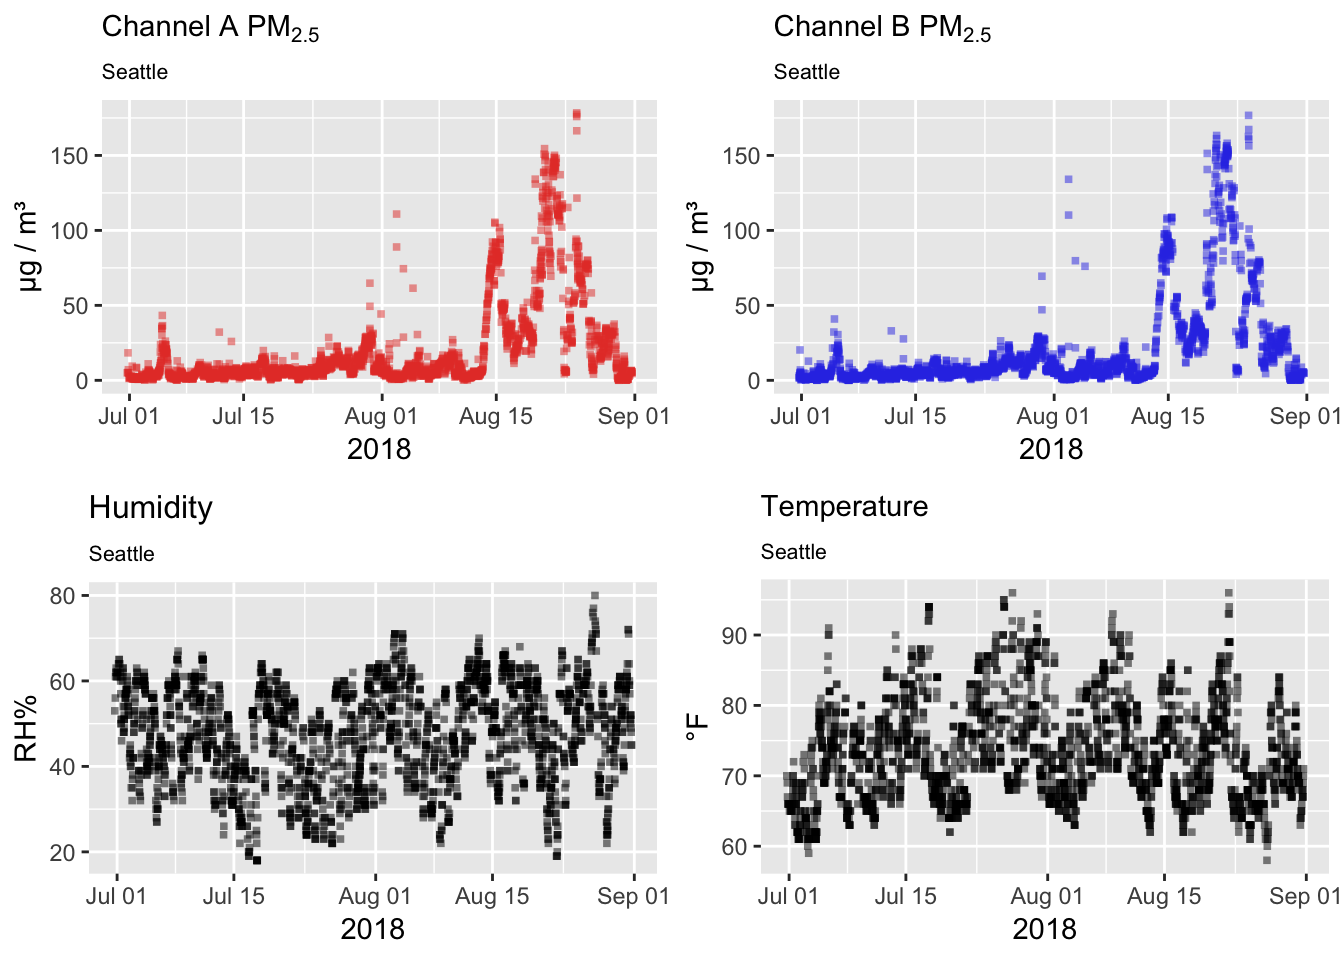 Channel A PM2.5
Seattle
µg / m³
150
100
50
0
Jul 01 Jul 15 Aug 01 Aug 15 Sep 01
2018
Channel B PM2.5
Seattle
µg / m³
150
100
50
0
Jul 01 Jul 15 Aug 01 Aug 15 Sep 01
2018
Humidity
Seattle
RH%
80
60
40
20
Jul 01 Jul 15 Aug 01 Aug 15 Sep 01
2018
Temperature
Seattle
°F
90
80
70
60
Jul 01 Jul 15 Aug 01 Aug 15 Sep 01
2018